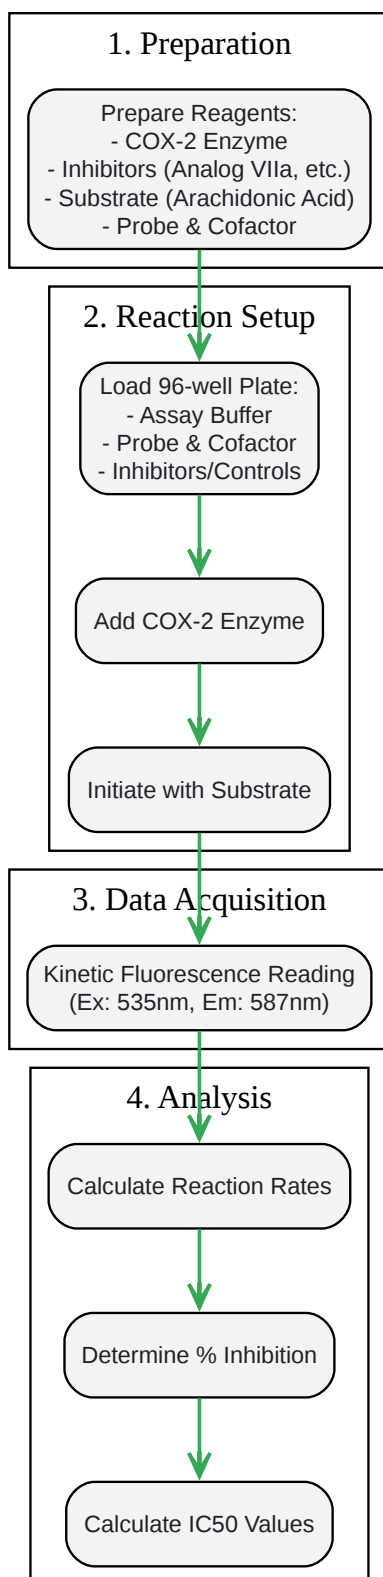 1. Preparation
Prepare Reagents:
- COX-2 Enzyme
- Inhibitors (Analog VIIa, etc.)
- Substrate (Arachidonic Acid)
- Probe & Cofactor
2. Reaction Setup
Load 96-well Plate:
- Assay Buffer
- Probe & Cofactor
- Inhibitors/Controls
Add COX-2 Enzyme
Initiate with Substrate
3. Data Acquisition
Kinetic Fluorescence Reading
(Ex: 535nm, Em: 587nm)
4. Analysis
Calculate Reaction Rates
Determine % Inhibition
Calculate IC50 Values